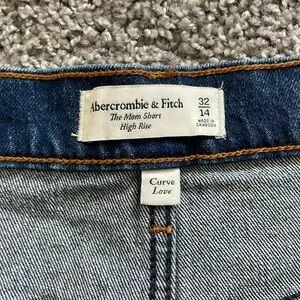 Abercrombie & Fitch
The Mom Short
High Rise
32
14
MADE IN
CAMBODIA
Curve
Love